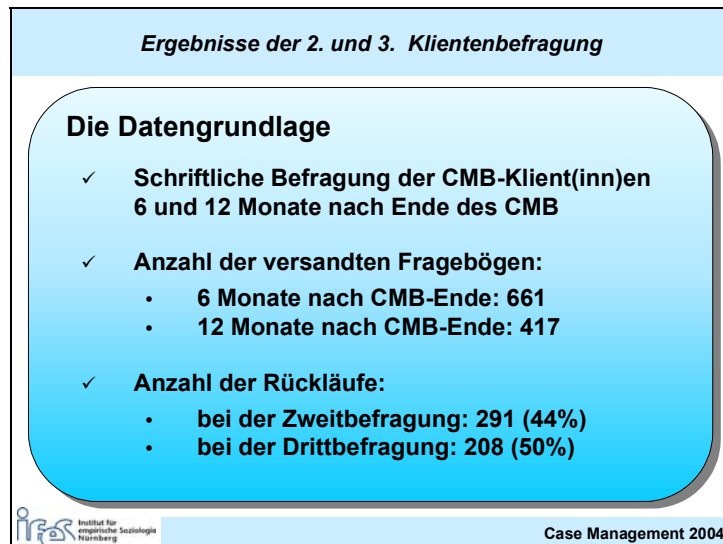 Ergebnisse der 2. und 3. Klientenbefragung
Die Datengrundlage
✓ Schriftliche Befragung der CMB-Klient(inn)en
6 und 12 Monate nach Ende des CMB
✓ Anzahl der versandten Fragebögen:
• 6 Monate nach CMB-Ende: 661
• 12 Monate nach CMB-Ende: 417
✓ Anzahl der Rückläufe:
• bei der Zweitbefragung: 291 (44%)
• bei der Drittbefragung: 208 (50%)
ifes
Institut für
empirische Soziologie
Nürnberg
Case Management 2004